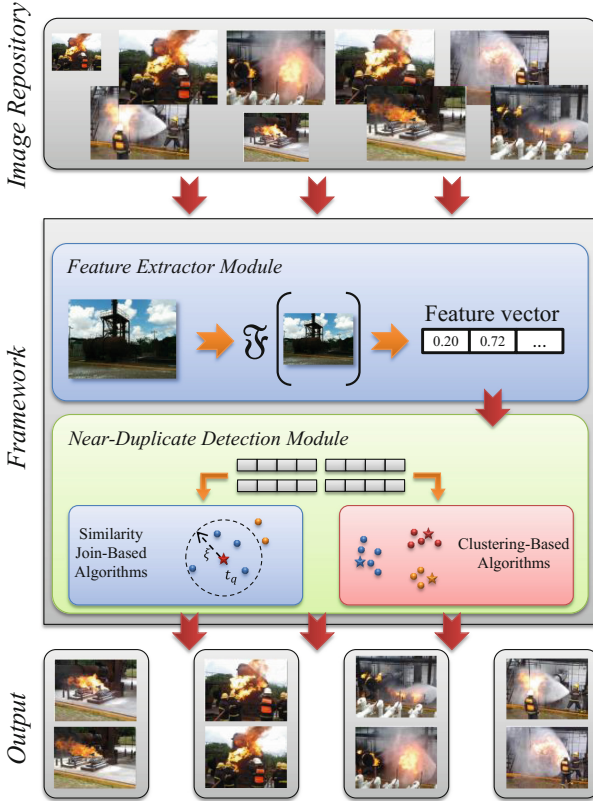 Image Repository
Framework
Feature Extractor Module
𝔉
Feature vector
0.20 0.72 ...
Near-Duplicate Detection Module
Similarity
Join-Based
Algorithms
ξ
t_q
Clustering-Based
Algorithms
Output